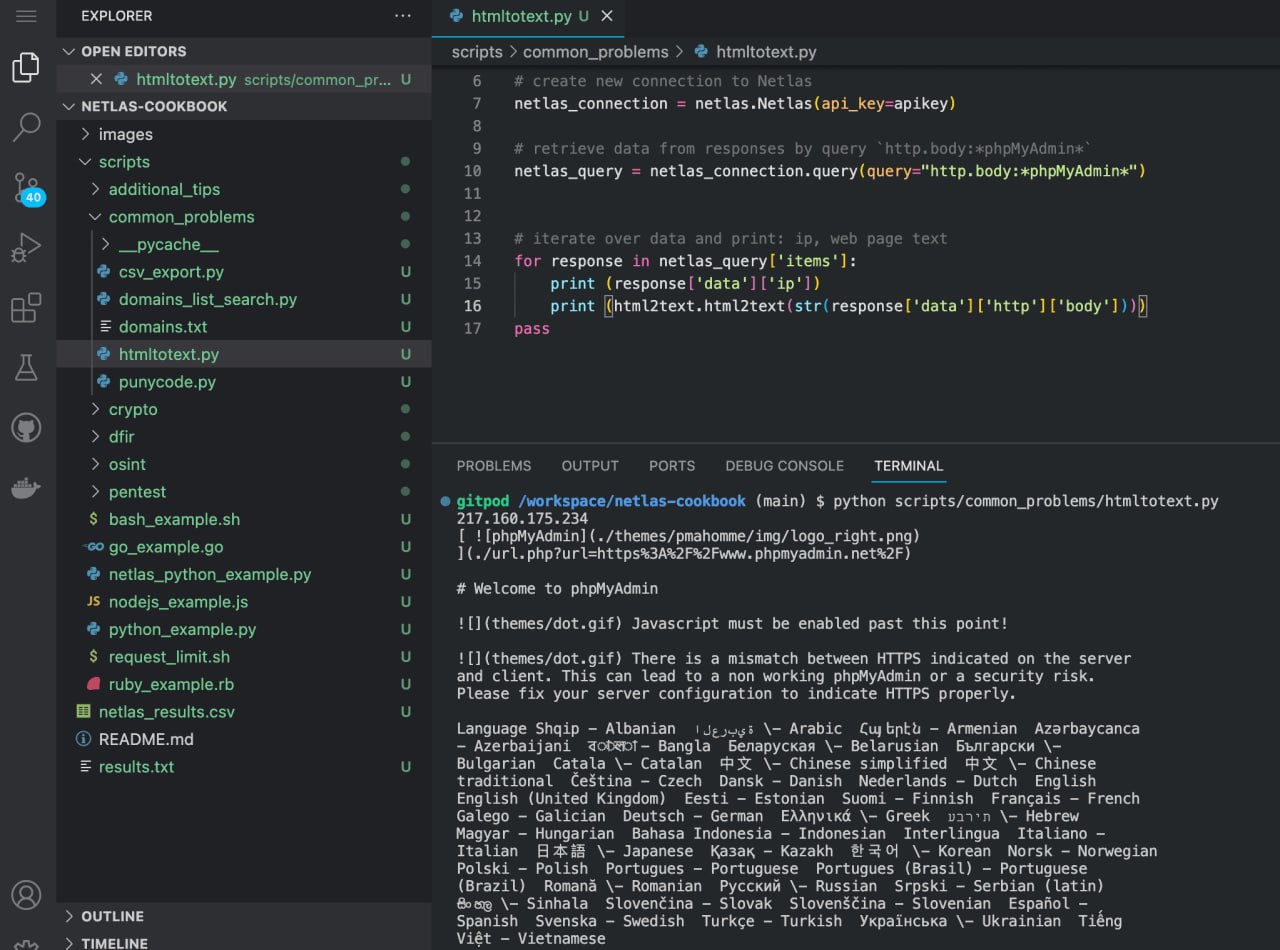 EXPLORER
···
OPEN EDITORS
htmltotext.py scripts/common_pr... U
NETLAS-COOKBOOK
images
scripts
additional_tips
common_problems
__pycache__
csv_export.py U
domains_list_search.py U
domains.txt U
htmltotext.py U
punycode.py U
crypto
dfir
osint
pentest
$ bash_example.sh U
GO go_example.go U
netlas_python_example.py U
JS nodejs_example.js U
python_example.py U
$ request_limit.sh U
ruby_example.rb U
netlas_results.csv U
README.md
results.txt U
OUTLINE
TIMELINE
40
htmltotext.py U
scripts > common_problems > htmltotext.py
6 # create new connection to Netlas
7 netlas_connection = netlas.Netlas(api_key=apikey)
8
9 # retrieve data from responses by query `http.body:*phpMyAdmin*`
10 netlas_query = netlas_connection.query(query="http.body:*phpMyAdmin*")
11
12
13 # iterate over data and print: ip, web page text
14 for response in netlas_query['items']:
15 print (response['data']['ip'])
16 print (html2text.html2text(str(response['data']['http']['body'])))
17 pass
PROBLEMS OUTPUT PORTS DEBUG CONSOLE TERMINAL
gitpod /workspace/netlas-cookbook (main) $ python scripts/common_problems/htmltotext.py
217.160.175.234
[ ![phpMyAdmin](./themes/pmahomme/img/logo_right.png)
](./url.php?url=https%3A%2F%2Fwww.phpmyadmin.net%2F)
# Welcome to phpMyAdmin
![](themes/dot.gif) Javascript must be enabled past this point!
![](themes/dot.gif) There is a mismatch between HTTPS indicated on the server
and client. This can lead to a non working phpMyAdmin or a security risk.
Please fix your server configuration to indicate HTTPS properly.
Language Shqip - Albanian العربية \- Arabic Հայերէն - Armenian Azərbaycanca
- Azerbaijani বাংলা - Bangla Беларуская \- Belarusian Български \-
Bulgarian Català - Catalan 中文 \- Chinese simplified 中文 \- Chinese
traditional Čeština - Czech Dansk - Danish Nederlands - Dutch English
English (United Kingdom) Eesti - Estonian Suomi - Finnish Français - French
Galego - Galician Deutsch - German Ελληνικά \- Greek עברית \- Hebrew
Magyar - Hungarian Bahasa Indonesia - Indonesian Interlingua Italiano -
Italian 日本語 \- Japanese Қазақ - Kazakh 한국어 \- Korean Norsk - Norwegian
Polski - Polish Portugues - Portuguese Portugues (Brasil) - Portuguese
(Brazil) Română \- Romanian Русский \- Russian Srpski - Serbian (latin)
සිංහල \- Sinhala Slovenčina - Slovak Slovenščina - Slovenian Español -
Spanish Svenska - Swedish Turkçe - Turkish Українська \- Ukrainian Tiếng
Việt - Vietnamese